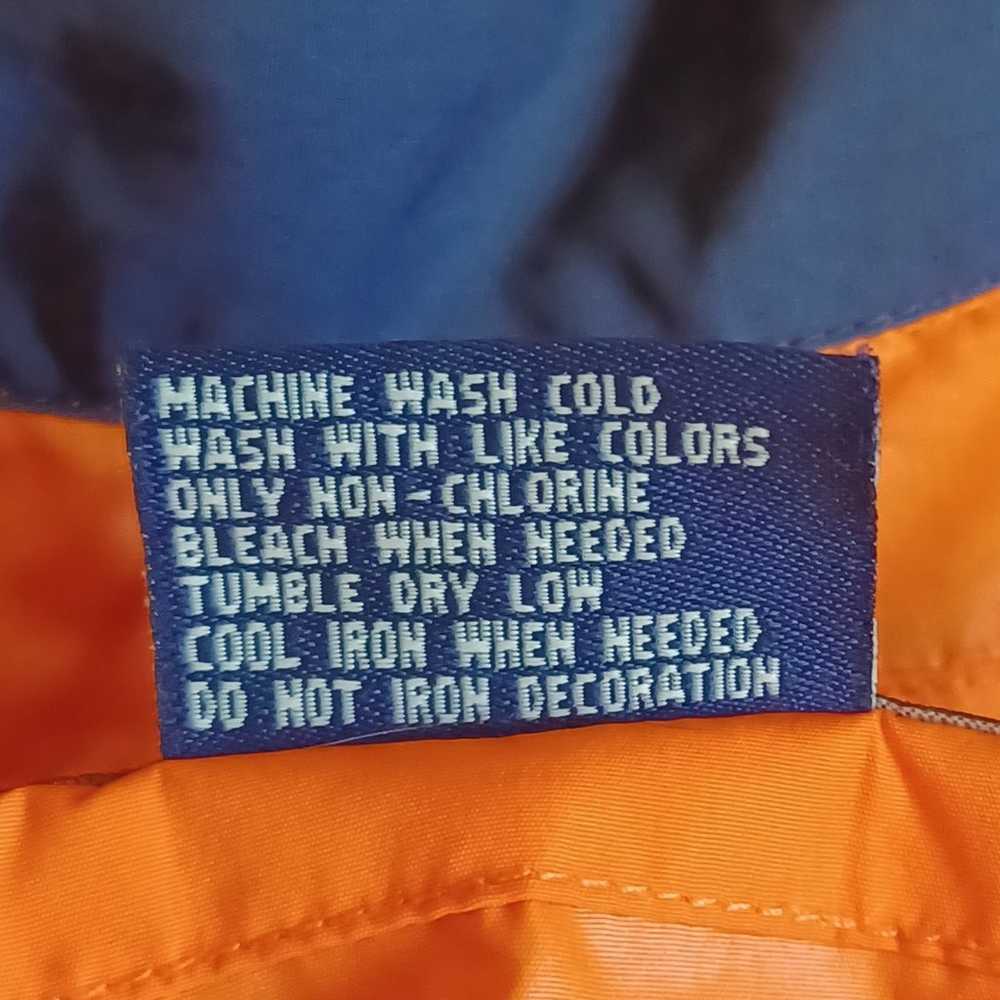 MACHINE WASH COLD
WASH WITH LIKE COLORS
ONLY NON-CHLORINE
BLEACH WHEN NEEDED
TUMBLE DRY LOW
COOL IRON WHEN NEEDED
DO NOT IRON DECORATION